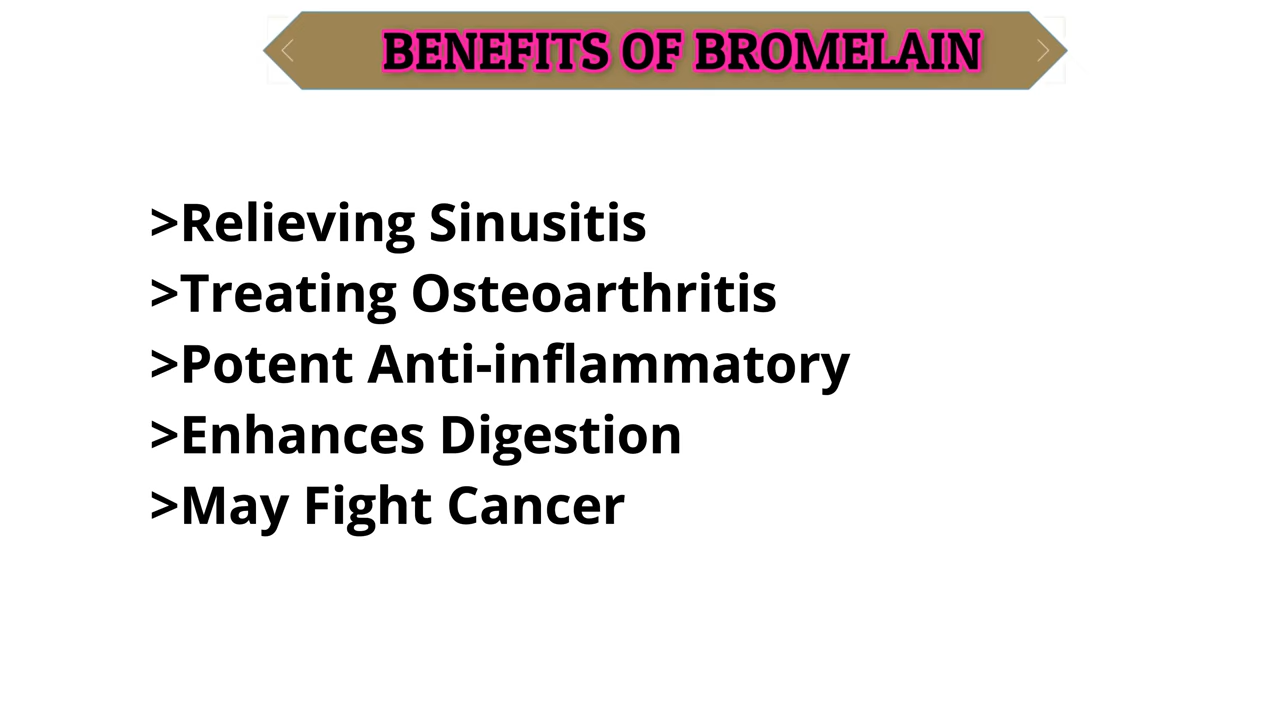 BENEFITS OF BROMELAIN
>Relieving Sinusitis
>Treating Osteoarthritis
>Potent Anti-inflammatory
>Enhances Digestion
>May Fight Cancer